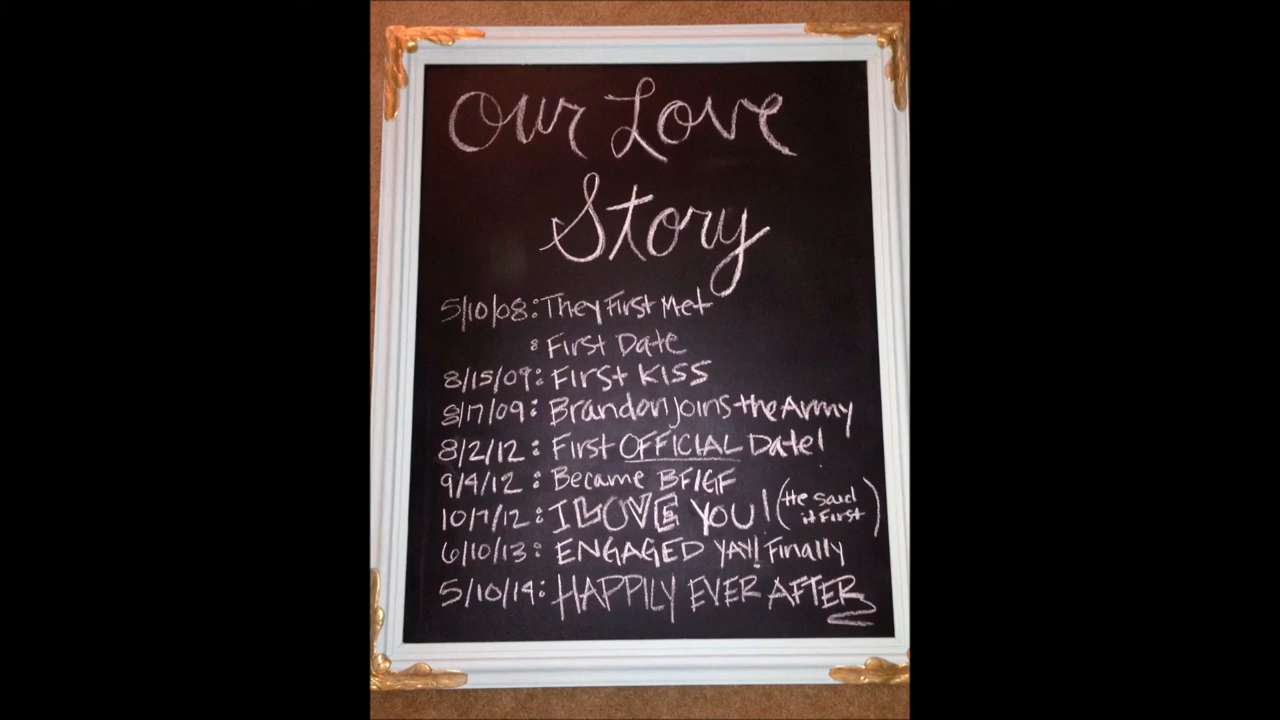 Our Love
Story
5/10/08: They First Met
: First Date
8/15/09: First Kiss
8/17/09: Brandon joins the Army
8/2/12: First OFFICIAL Date!
9/4/12: Became BF/GF
10/7/12: I LOVE YOU! (He said it First)
6/10/13: ENGAGED YAY! Finally
5/10/14: HAPPILY EVER AFTER